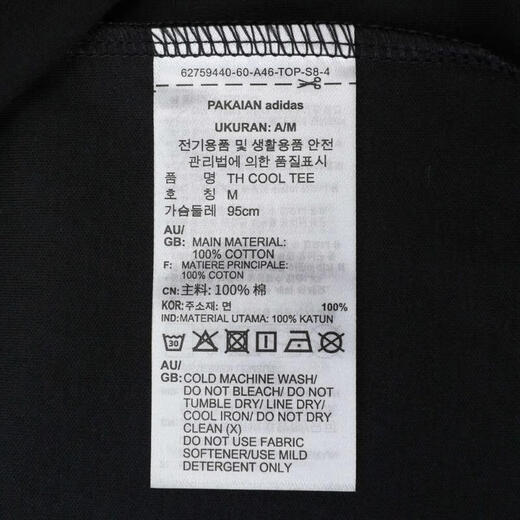 62759440-60-A46-TOP-S8-4
PAKAIAN adidas
UKURAN: A/M
전기용품 및 생활용품 안전
관리법에 의한 품질표시
품 명 TH COOL TEE
호 칭 M
가슴둘레 95cm
AU/
GB: MAIN MATERIAL:
100% COTTON
F: MATIERE PRINCIPALE:
100% COTON
CN: 主料: 100% 棉
KOR: 주소재: 면 100%
IND: MATERIAL UTAMA: 100% KATUN
30
AU/
GB: COLD MACHINE WASH/
DO NOT BLEACH/ DO NOT
TUMBLE DRY/ LINE DRY/
COOL IRON/ DO NOT DRY
CLEAN (X)
DO NOT USE FABRIC
SOFTENER/USE MILD
DETERGENT ONLY